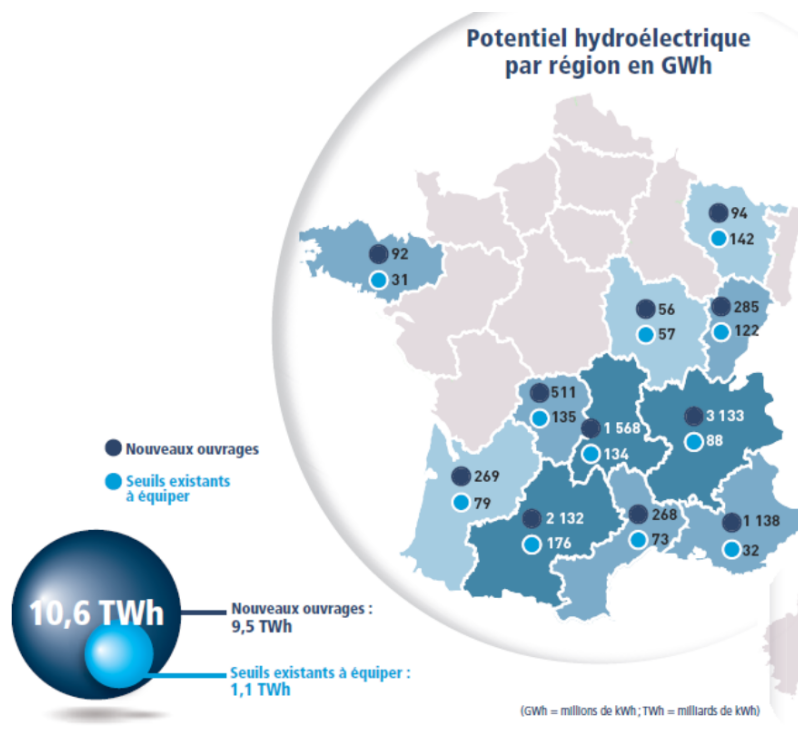 Potentiel hydroélectrique
par région en GWh
94
142
92
31
56
57
285
122
511
135
1 568
134
3 133
88
Nouveaux ouvrages
Seuils existants
à équiper
269
79
2 132
176
268
73
1 138
32
10,6 TWh
Nouveaux ouvrages :
9,5 TWh
Seuils existants à équiper :
1,1 TWh
(GWh = millions de kWh ; TWh = milliards de kWh)